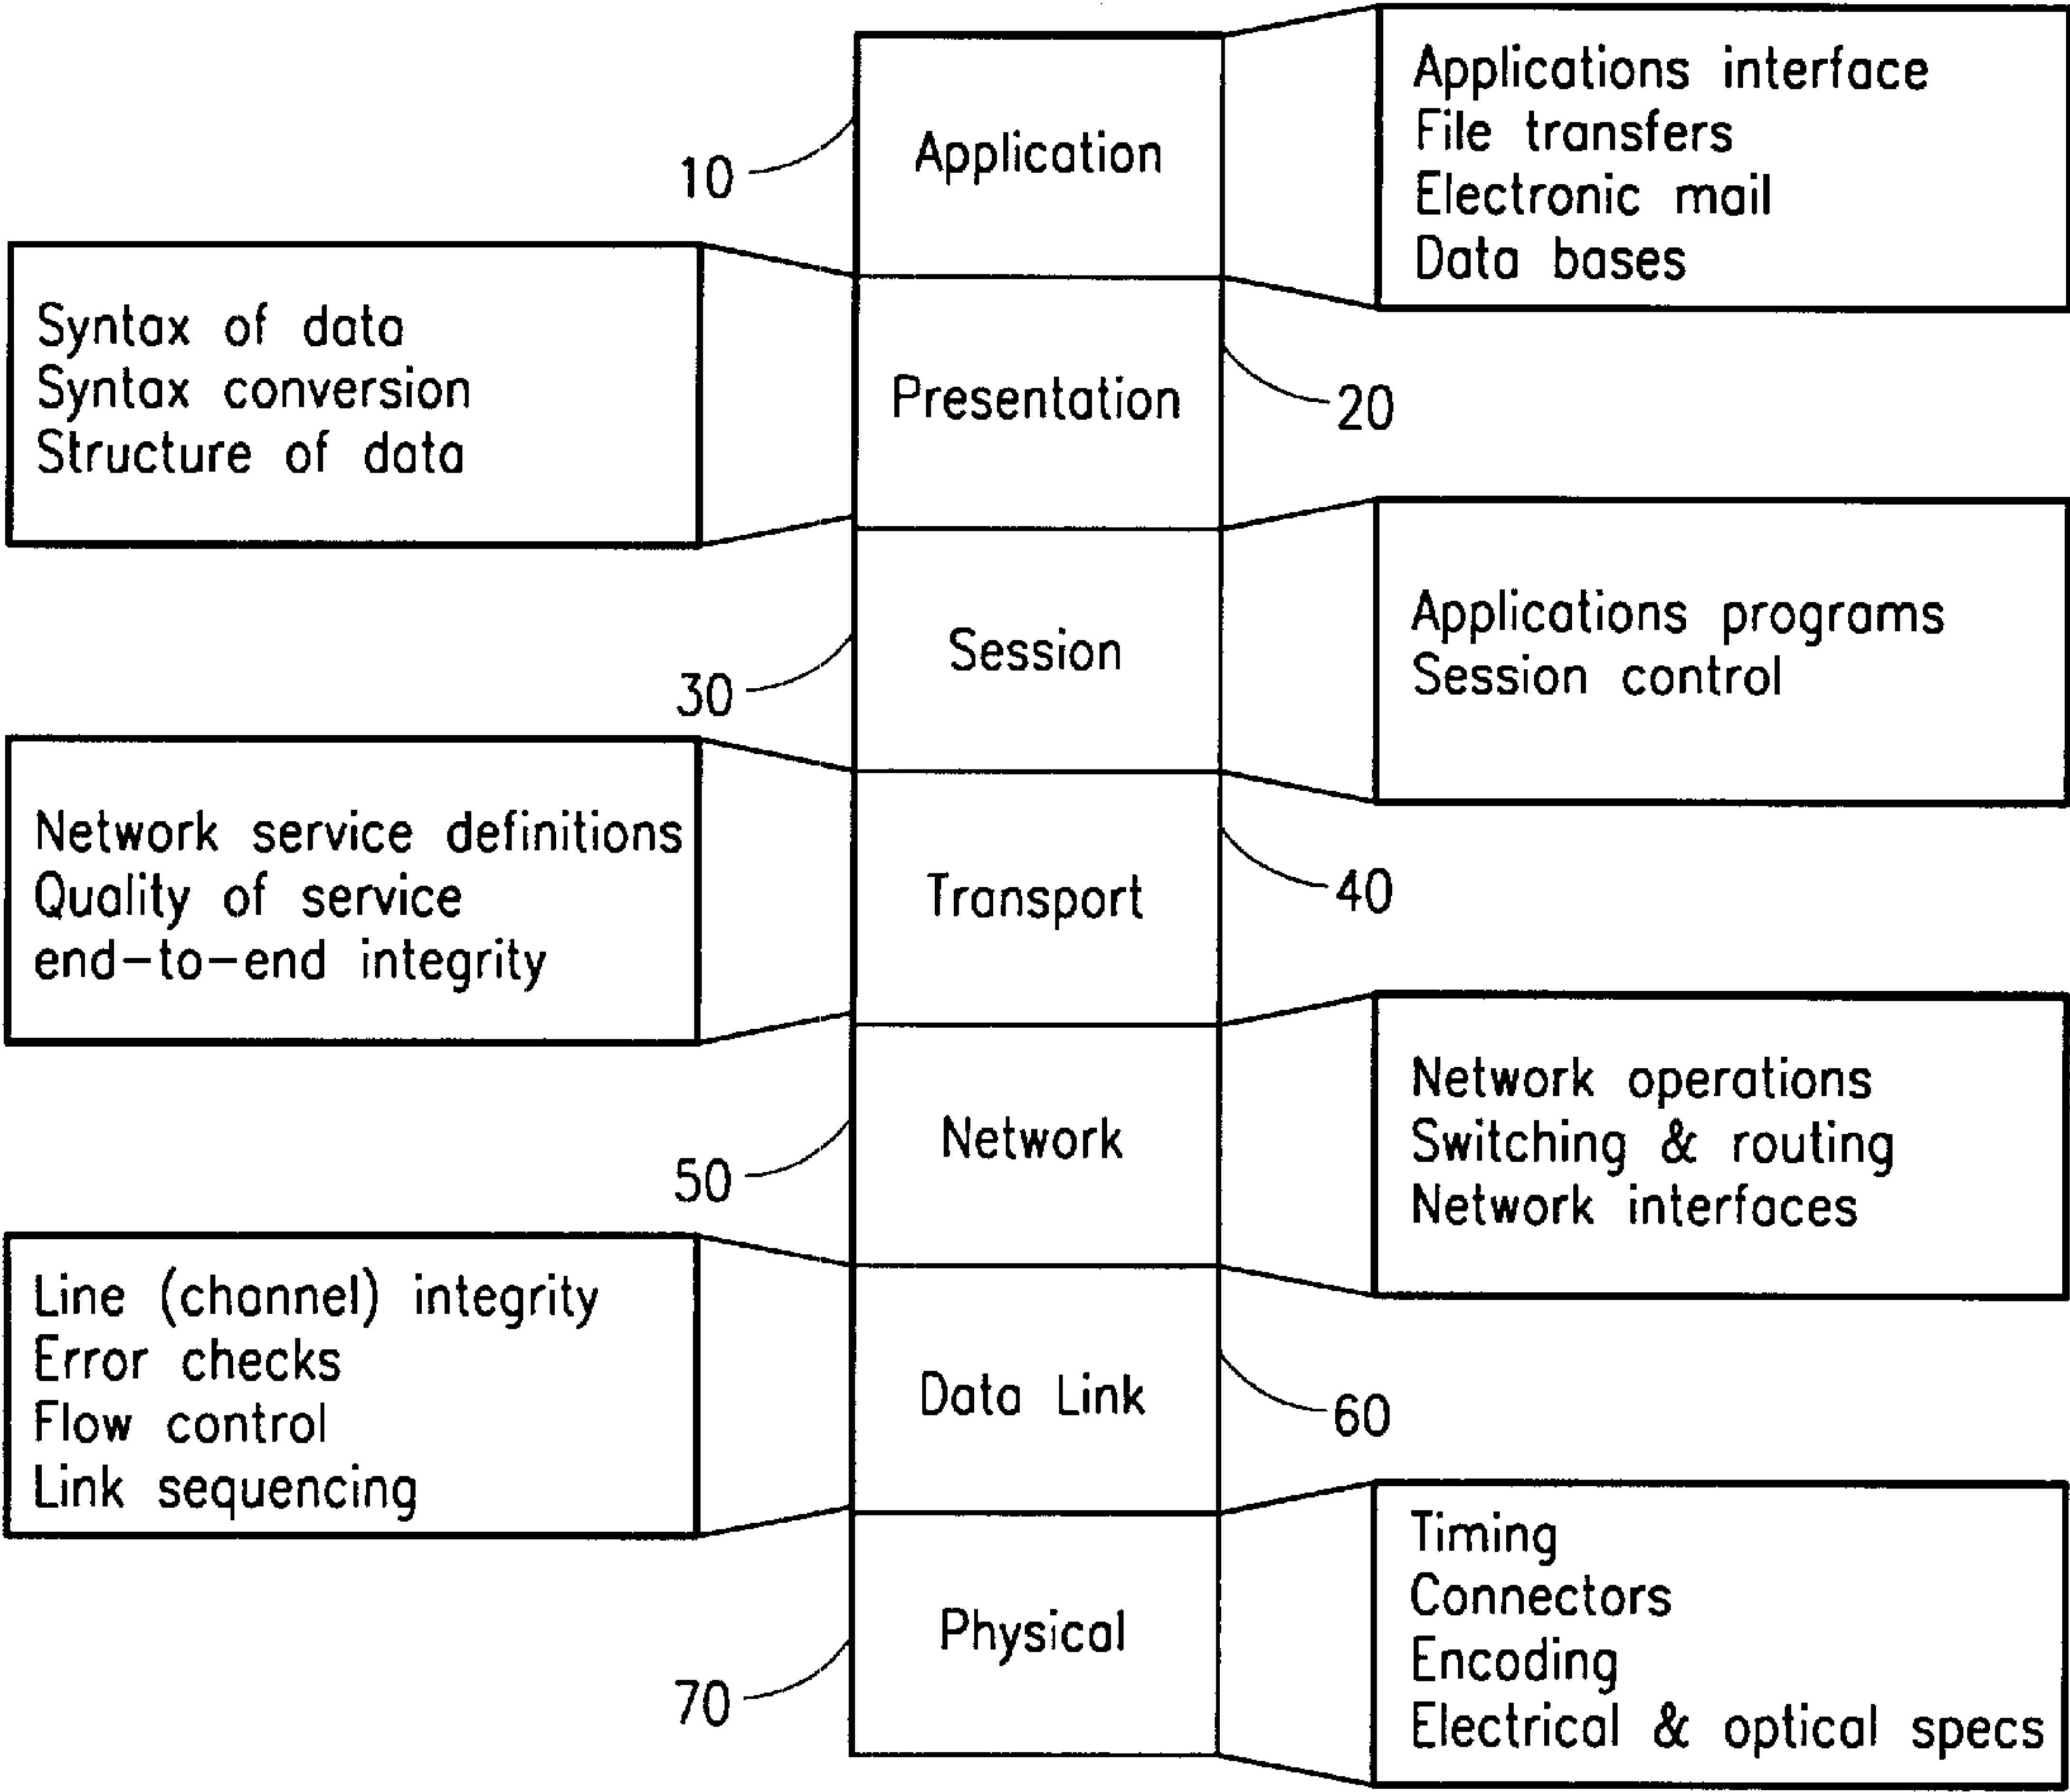 Application
10
Applications interface
File transfers
Electronic mail
Data bases
Syntax of data
Syntax conversion
Structure of data
Presentation
20
Session
30
Applications programs
Session control
Network service definitions
Quality of service
end-to-end integrity
Transport
40
Network
50
Network operations
Switching & routing
Network interfaces
Line (channel) integrity
Error checks
Flow control
Link sequencing
Data Link
60
Physical
70
Timing
Connectors
Encoding
Electrical & optical specs